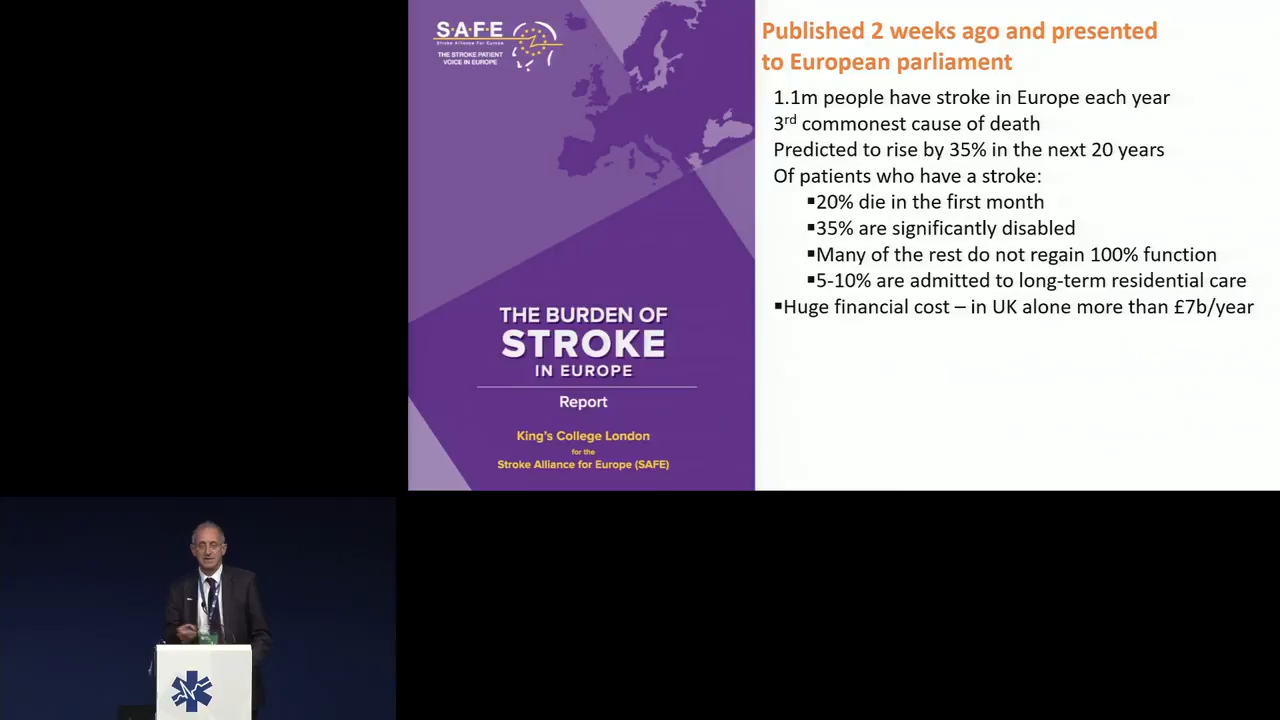 S·A·F·E
Stroke Alliance For Europe
THE STROKE PATIENT
VOICE IN EUROPE
THE BURDEN OF
STROKE
IN EUROPE
Report
King's College London
for the
Stroke Alliance for Europe (SAFE)
Published 2 weeks ago and presented
to European parliament
1.1m people have stroke in Europe each year
3rd commonest cause of death
Predicted to rise by 35% in the next 20 years
Of patients who have a stroke:
▪20% die in the first month
▪35% are significantly disabled
▪Many of the rest do not regain 100% function
▪5-10% are admitted to long-term residential care
▪Huge financial cost – in UK alone more than £7b/year